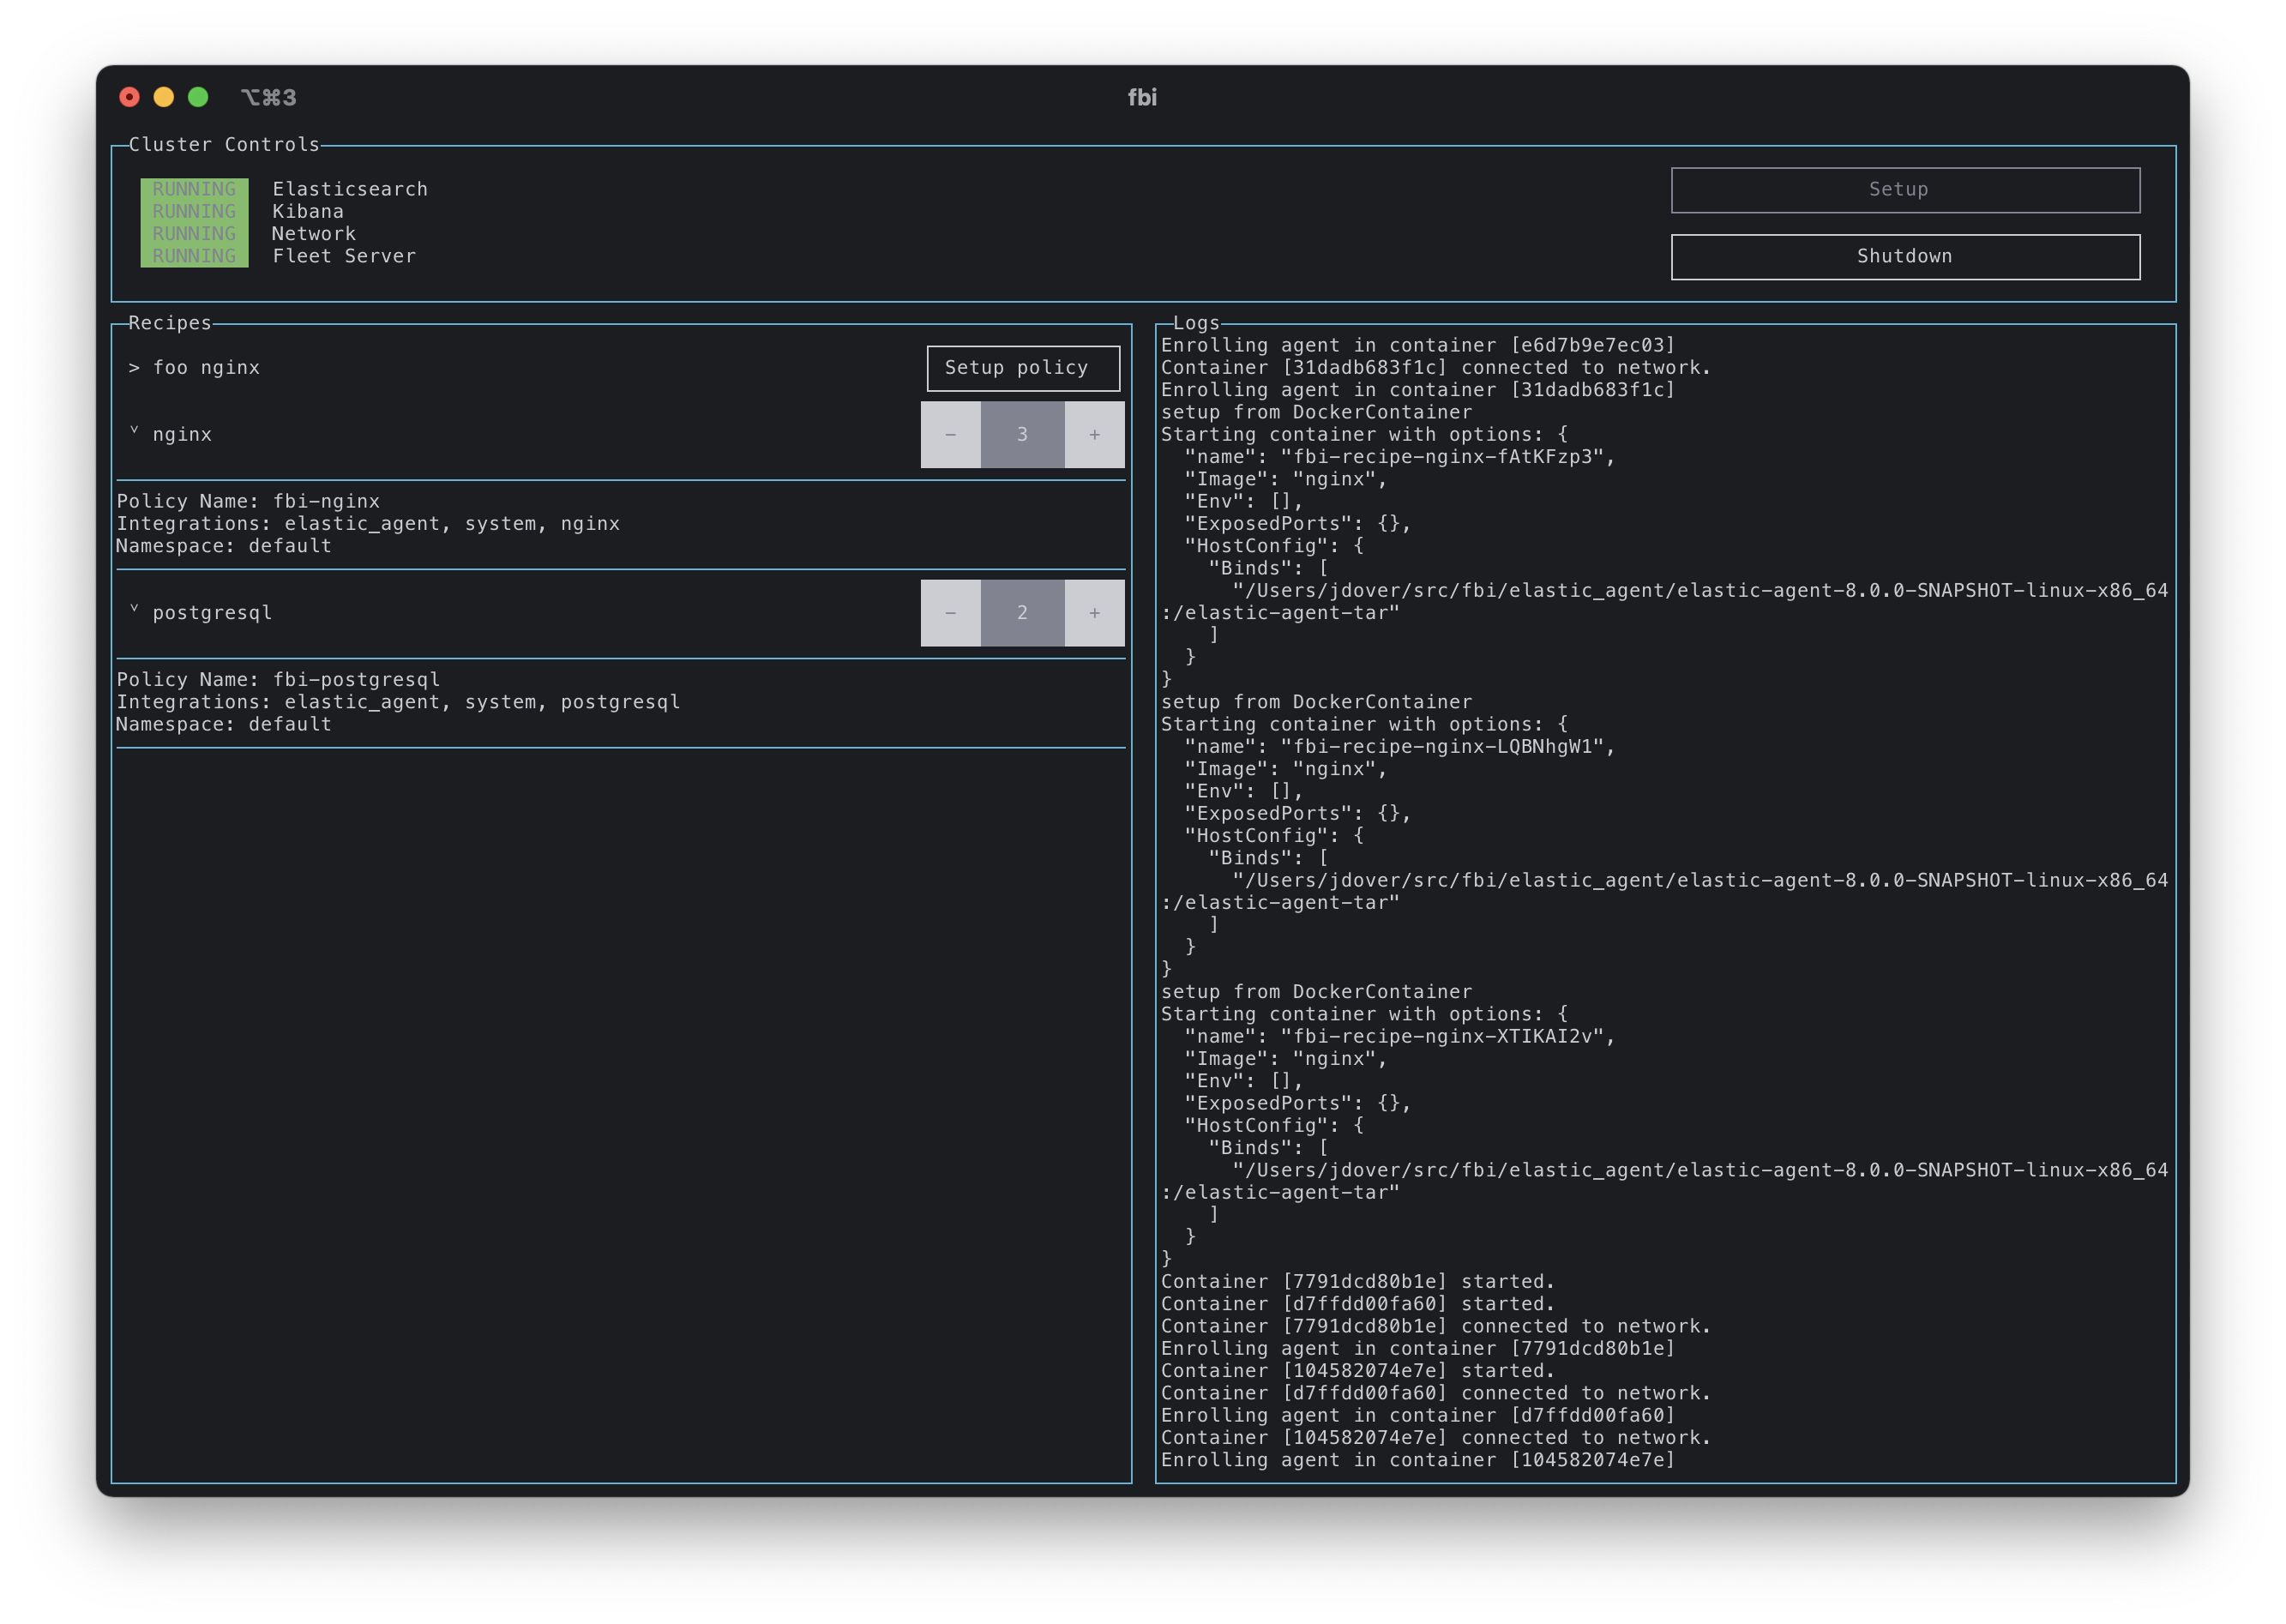 ⌥⌘3
fbi
Cluster Controls
RUNNING Elasticsearch
RUNNING Kibana
RUNNING Network
RUNNING Fleet Server
Setup
Shutdown
Recipes
> foo nginx
Setup policy
˅ nginx
- 3 +
Policy Name: fbi-nginx
Integrations: elastic_agent, system, nginx
Namespace: default
˅ postgresql
- 2 +
Policy Name: fbi-postgresql
Integrations: elastic_agent, system, postgresql
Namespace: default
Logs
Enrolling agent in container [e6d7b9e7ec03]
Container [31dadb683f1c] connected to network.
Enrolling agent in container [31dadb683f1c]
setup from DockerContainer
Starting container with options: {
  "name": "fbi-recipe-nginx-fAtKFzp3",
  "Image": "nginx",
  "Env": [],
  "ExposedPorts": {},
  "HostConfig": {
    "Binds": [
      "/Users/jdover/src/fbi/elastic_agent/elastic-agent-8.0.0-SNAPSHOT-linux-x86_64
:/elastic-agent-tar"
    ]
  }
}
setup from DockerContainer
Starting container with options: {
  "name": "fbi-recipe-nginx-LQBNhgW1",
  "Image": "nginx",
  "Env": [],
  "ExposedPorts": {},
  "HostConfig": {
    "Binds": [
      "/Users/jdover/src/fbi/elastic_agent/elastic-agent-8.0.0-SNAPSHOT-linux-x86_64
:/elastic-agent-tar"
    ]
  }
}
setup from DockerContainer
Starting container with options: {
  "name": "fbi-recipe-nginx-XTIKAI2v",
  "Image": "nginx",
  "Env": [],
  "ExposedPorts": {},
  "HostConfig": {
    "Binds": [
      "/Users/jdover/src/fbi/elastic_agent/elastic-agent-8.0.0-SNAPSHOT-linux-x86_64
:/elastic-agent-tar"
    ]
  }
}
Container [7791dcd80b1e] started.
Container [d7ffdd00fa60] started.
Container [7791dcd80b1e] connected to network.
Enrolling agent in container [7791dcd80b1e]
Container [104582074e7e] started.
Container [d7ffdd00fa60] connected to network.
Enrolling agent in container [d7ffdd00fa60]
Container [104582074e7e] connected to network.
Enrolling agent in container [104582074e7e]